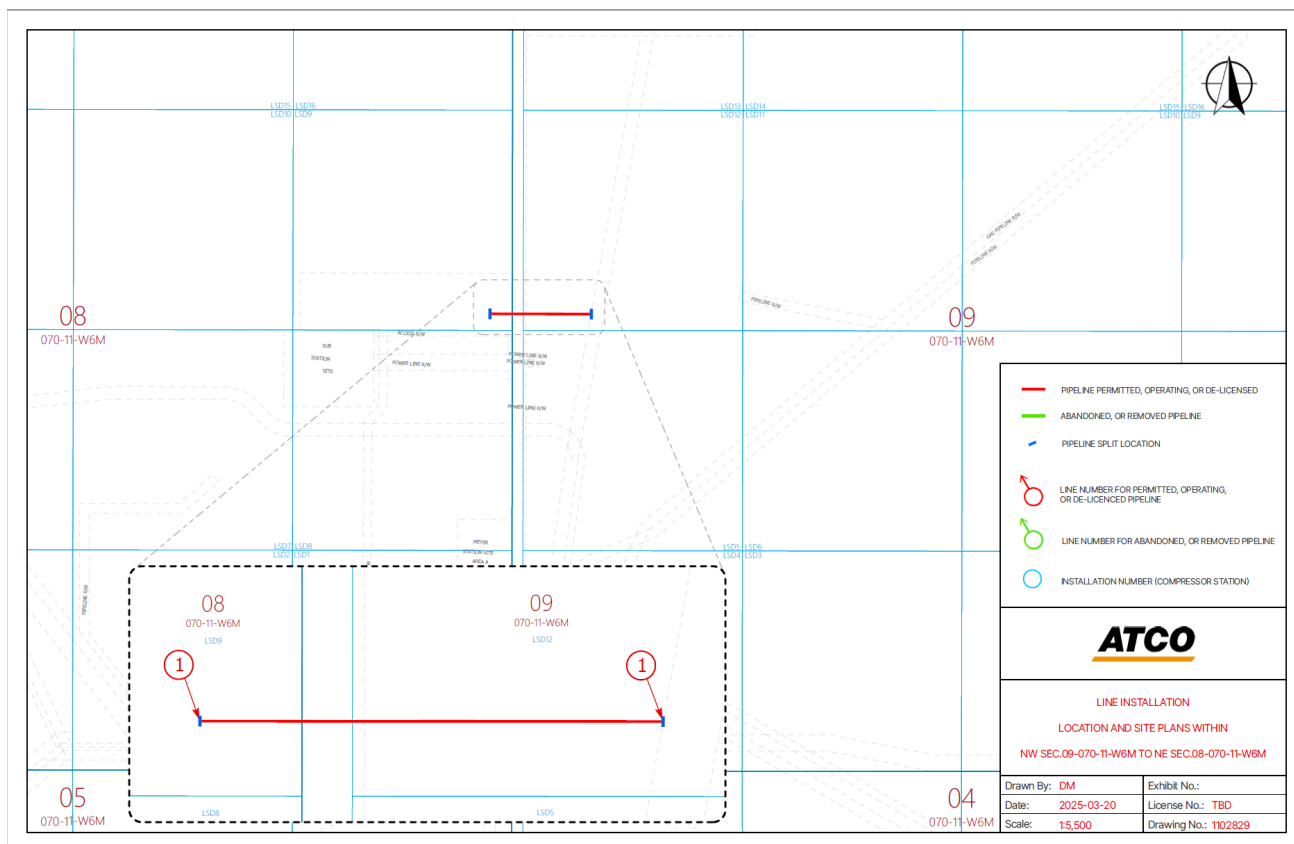 LSD15 LSD16
LSD10 LSD9
LSD13 LSD14
LSD12 LSD11
LSD15 LSD16
LSD10 LSD9
GAS PIPELINE R/W
PIPELINE R/W
PIPELINE R/W
08
070-11-W6M
09
070-11-W6M
ACCESS R/W
SUB
STATION
SITE
POWER LINE R/W
POWER LINE R/W
POWER LINE R/W
POWER LINE R/W
LSD7 LSD8
LSD2 LSD1
METER
STATION SITE
AREA A
LSD5 LSD6
LSD4 LSD3
PIPELINE R/W
08
070-11-W6M
LSD9
09
070-11-W6M
LSD12
1
1
LSD8
LSD5
05
070-11-W6M
04
070-11-W6M
PIPELINE PERMITTED, OPERATING, OR DE-LICENSED
ABANDONED, OR REMOVED PIPELINE
PIPELINE SPLIT LOCATION
LINE NUMBER FOR PERMITTED, OPERATING,
OR DE-LICENCED PIPELINE
LINE NUMBER FOR ABANDONED, OR REMOVED PIPELINE
INSTALLATION NUMBER (COMPRESSOR STATION)
ATCO
LINE INSTALLATION
LOCATION AND SITE PLANS WITHIN
NW SEC.09-070-11-W6M TO NE SEC.08-070-11-W6M
Drawn By: DM
Exhibit No.:
Date: 2025-03-20
License No.: TBD
Scale: 1:5,500
Drawing No.: 1102829